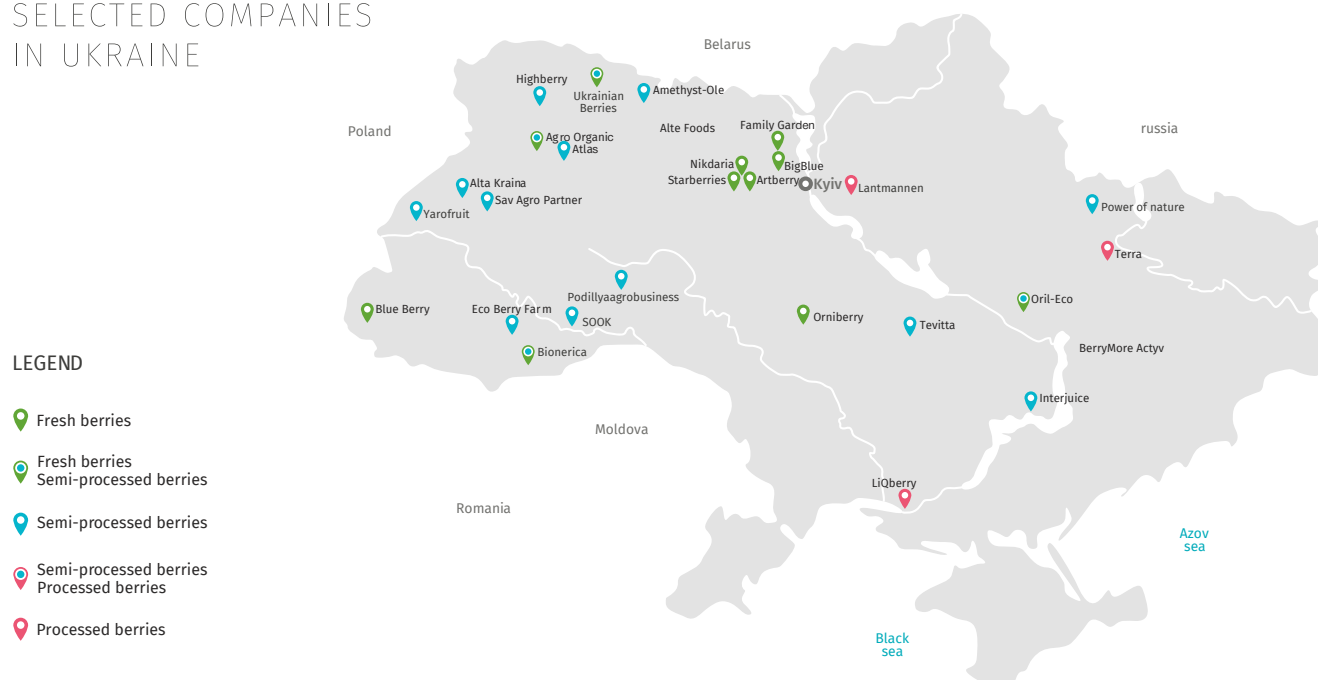 SELECTED COMPANIES
IN UKRAINE
Belarus
Poland
russia
Highberry
Ukrainian
Berries
Amethyst-Ole
Agro Organic
Atlas
Alte Foods
Family Garden
Nikdaria
BigBlue
Starberries
Artberry
Kyiv
Lantmannen
Alta Kraina
Sav Agro Partner
Yarofruit
Power of nature
Terra
Podillyaagrobusiness
Blue Berry
Eco Berry Farm
SOOK
Bionerica
Orniberry
Tevitta
Oril-Eco
BerryMore Actyv
Interjuice
LiQberry
Moldova
Romania
Azov
sea
Black
sea
LEGEND
Fresh berries
Fresh berries
Semi-processed berries
Semi-processed berries
Semi-processed berries
Processed berries
Processed berries